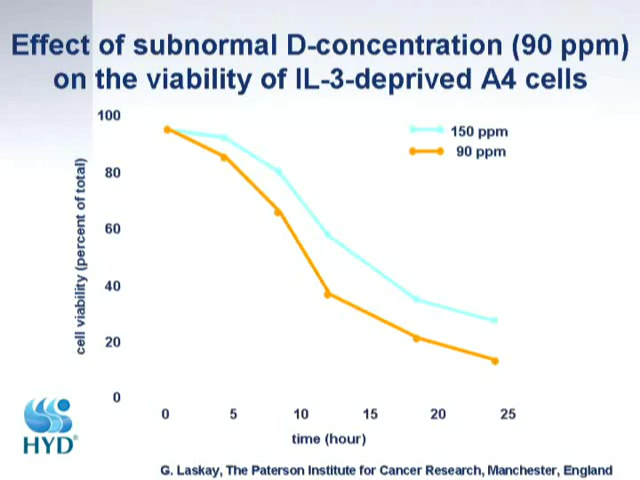 Effect of subnormal D-concentration (90 ppm)
on the viability of IL-3-deprived A4 cells
100
80
60
40
20
0
cell viability (percent of total)
150 ppm
90 ppm
0 5 10 15 20 25
time (hour)
HYD®
G. Laskay, The Paterson Institute for Cancer Research, Manchester, England